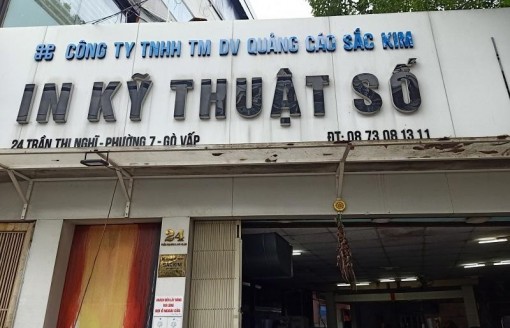 ⌘ CÔNG TY TNHH TM DV QUẢNG CÁO SẮC KIM
IN KỸ THUẬT SỐ
24 TRẦN THỊ NGHĨ - PHƯỜNG 7 - GÒ VẤP ĐT: 08 73 08 13 11
24